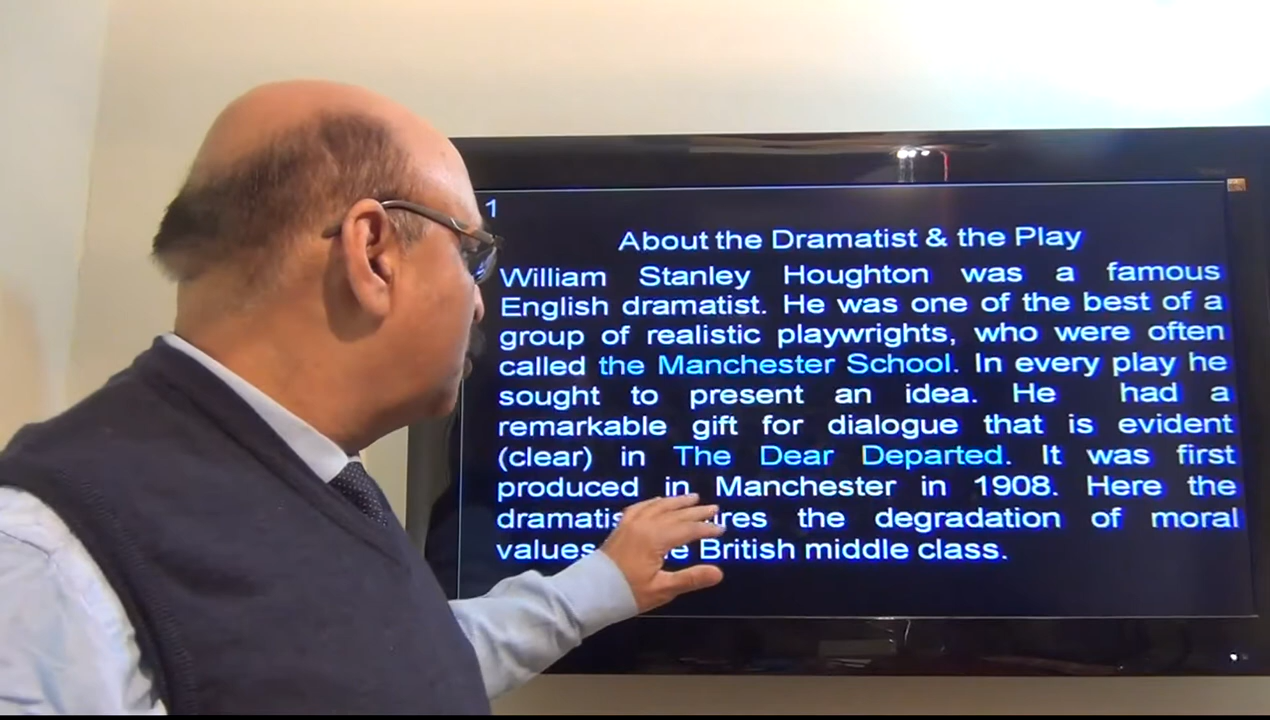 1
About the Dramatist & the Play
William Stanley Houghton was a famous
English dramatist. He was one of the best of a
group of realistic playwrights, who were often
called the Manchester School. In every play he
sought to present an idea. He had a
remarkable gift for dialogue that is evident
(clear) in The Dear Departed. It was first
produced in Manchester in 1908. Here the
the degradation of moral
values British middle class.